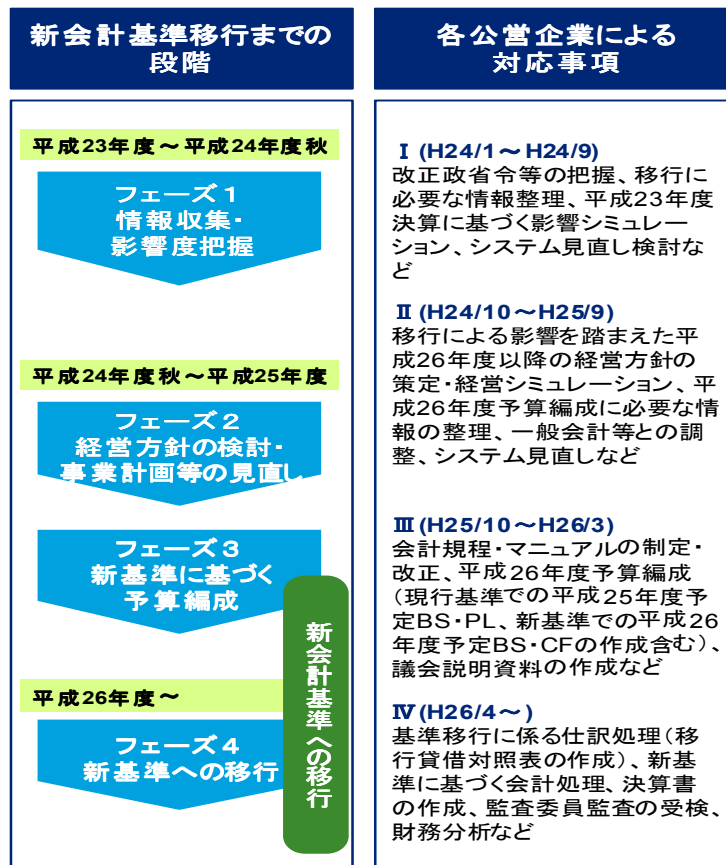 新会計基準移行までの
段階
平成23年度～平成24年度秋
フェーズ1
情報収集・
影響度把握
平成24年度秋～平成25年度
フェーズ2
経営方針の検討・
事業計画等の見直し
フェーズ3
新基準に基づく
予算編成
平成26年度～
フェーズ4
新基準への移行
新会計基準への移行
各公営企業による
対応事項
Ⅰ (H24/1～H24/9)
改正政省令等の把握、移行に
必要な情報整理、平成23年度
決算に基づく影響シミュレー
ション、システム見直し検討な
ど
Ⅱ (H24/10～H25/9)
移行による影響を踏まえた平
成26年度以降の経営方針の
策定・経営シミュレーション、平
成26年度予算編成に必要な情
報の整理、一般会計等との調
整、システム見直しなど
Ⅲ (H25/10～H26/3)
会計規程・マニュアルの制定・
改正、平成26年度予算編成
（現行基準での平成25年度予
定BS・PL、新基準での平成26
年度予定BS・CFの作成含む）、
議会説明資料の作成など
Ⅳ (H26/4～)
基準移行に係る仕訳処理（移
行貸借対照表の作成）、新基
準に基づく会計処理、決算書
の作成、監査委員監査の受検、
財務分析など